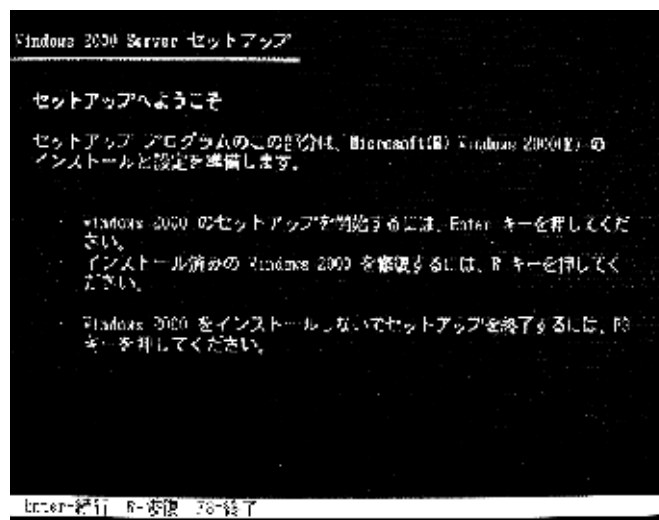 Windows 2000 Server セットアップ
セットアップへようこそ
セットアップ プログラムのこの部分は、Microsoft(R) Windows 2000(R) の
インストールと設定を準備します。
・ Windows 2000 のセットアップを開始するには、Enter キーを押してくだ
さい。
・ インストール済みの Windows 2000 を修復するには、R キーを押してく
ださい。
・ Windows 2000 をインストールしないでセットアップを終了するには、F3
キーを押してください。
Enter=続行 R=修復 F3=終了